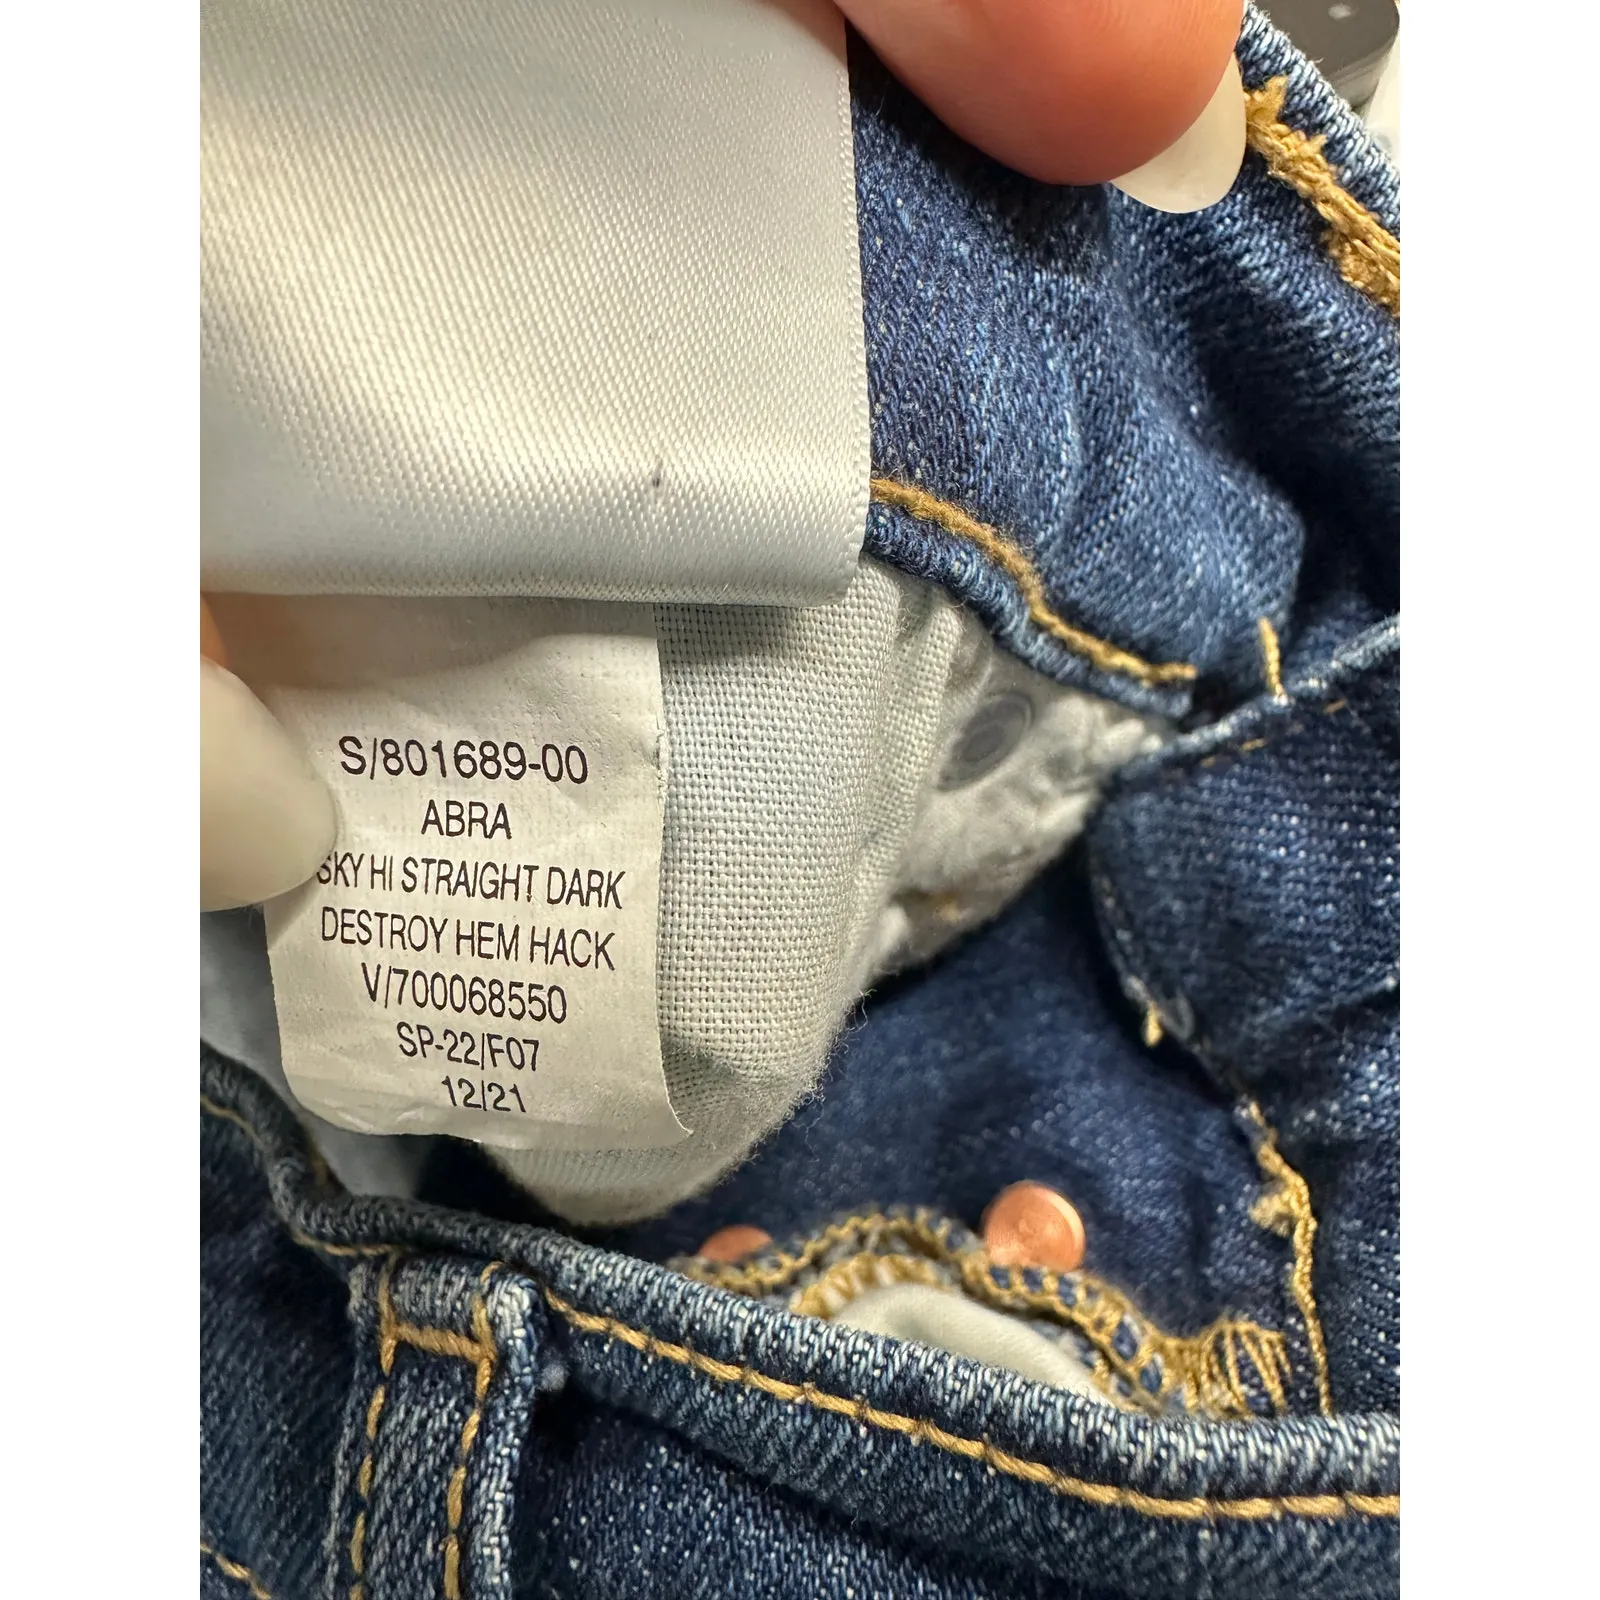 S/801689-00
ABRA
SKY HI STRAIGHT DARK
DESTROY HEM HACK
V/700068550
SP-22/F07
12/21